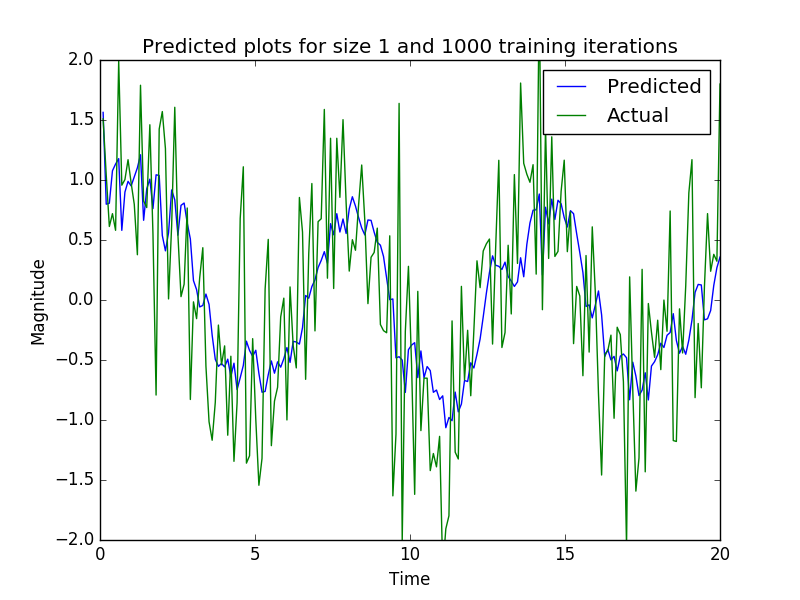 Predicted plots for size 1 and 1000 training iterations
Predicted
Actual
2.0
1.5
1.0
0.5
0.0
−0.5
−1.0
−1.5
−2.0
Magnitude
0 5 10 15 20
Time